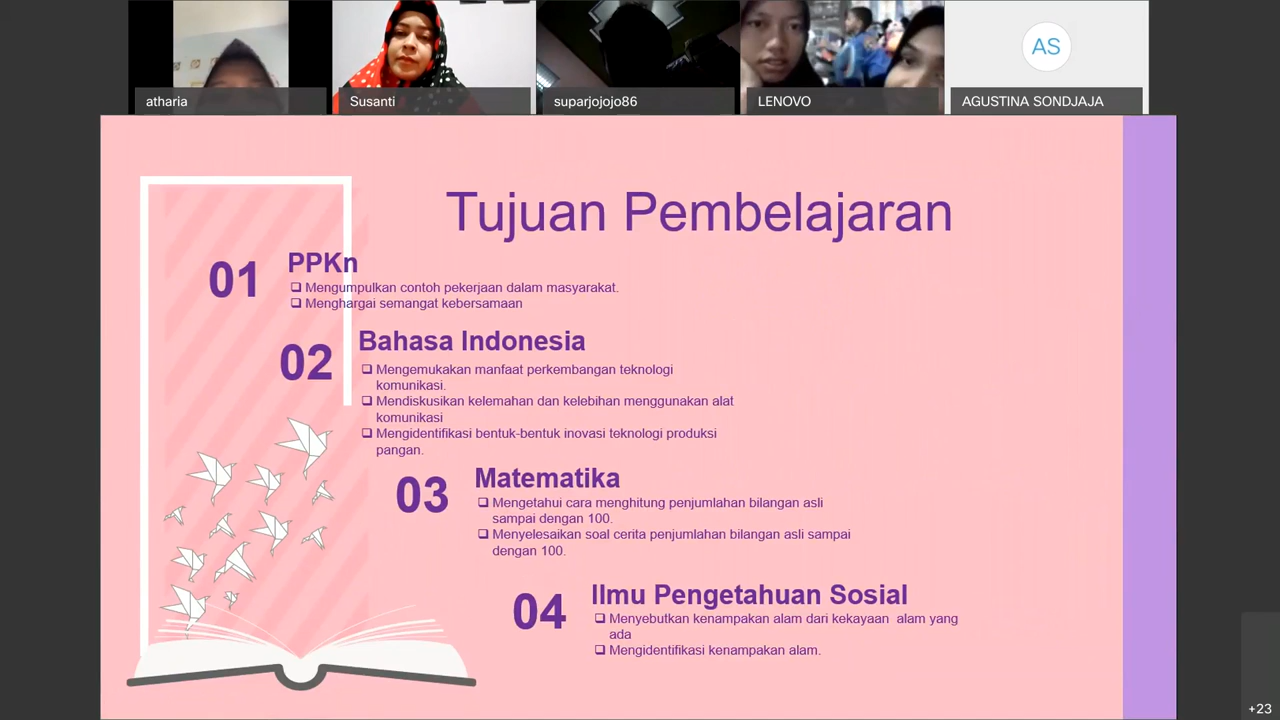 atharia
Susanti
suparjojojo86
LENOVO
AS
AGUSTINA SONDJAJA
Tujuan Pembelajaran
01
PPKn
❑ Mengumpulkan contoh pekerjaan dalam masyarakat.
❑ Menghargai semangat kebersamaan
02
Bahasa Indonesia
❑ Mengemukakan manfaat perkembangan teknologi
komunikasi.
❑ Mendiskusikan kelemahan dan kelebihan menggunakan alat
komunikasi
❑ Mengidentifikasi bentuk-bentuk inovasi teknologi produksi
pangan.
03
Matematika
❑ Mengetahui cara menghitung penjumlahan bilangan asli
sampai dengan 100.
❑ Menyelesaikan soal cerita penjumlahan bilangan asli sampai
dengan 100.
04
Ilmu Pengetahuan Sosial
❑ Menyebutkan kenampakan alam dari kekayaan alam yang
ada
❑ Mengidentifikasi kenampakan alam.
+23